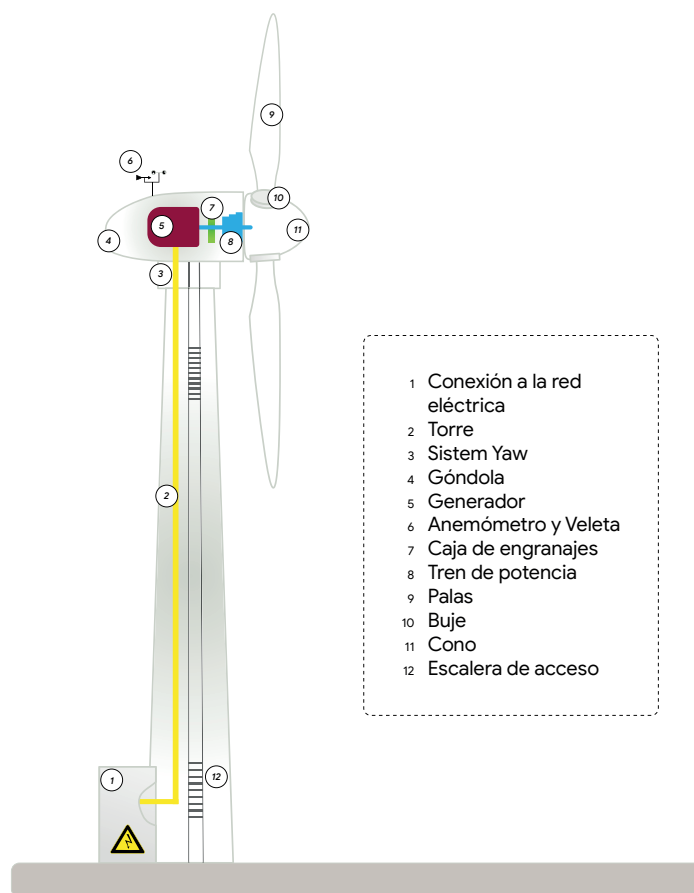 9
6
10
7
5
11
8
4
3
2
1
12
1 Conexión a la red
eléctrica
2 Torre
3 Sistem Yaw
4 Góndola
5 Generador
6 Anemómetro y Veleta
7 Caja de engranajes
8 Tren de potencia
9 Palas
10 Buje
11 Cono
12 Escalera de acceso